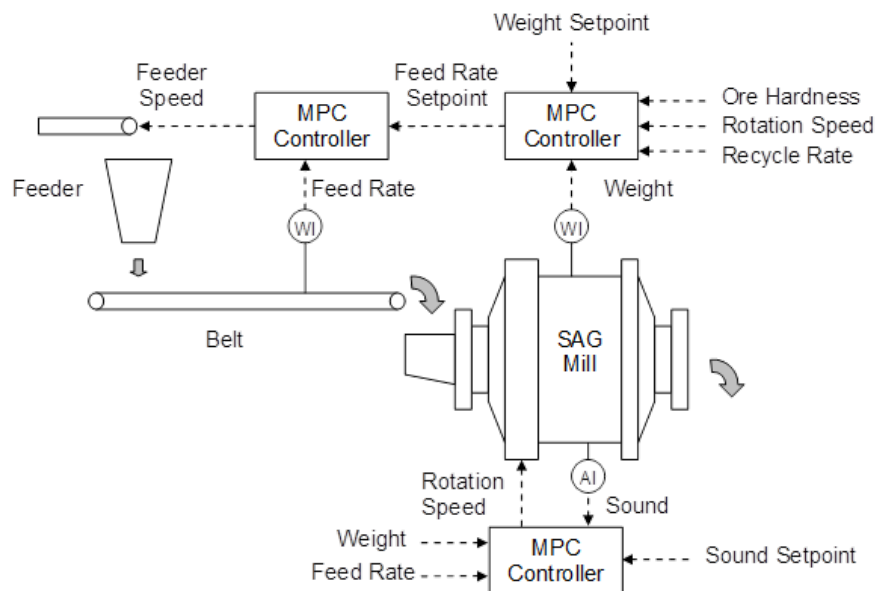 Weight Setpoint
Feeder
Speed
Feed Rate
Setpoint
MPC
Controller
MPC
Controller
Ore Hardness
Rotation Speed
Recycle Rate
Feeder
Feed Rate
Weight
WI
WI
Belt
SAG
Mill
Rotation
Speed
AI
Sound
Weight
Feed Rate
MPC
Controller
Sound Setpoint